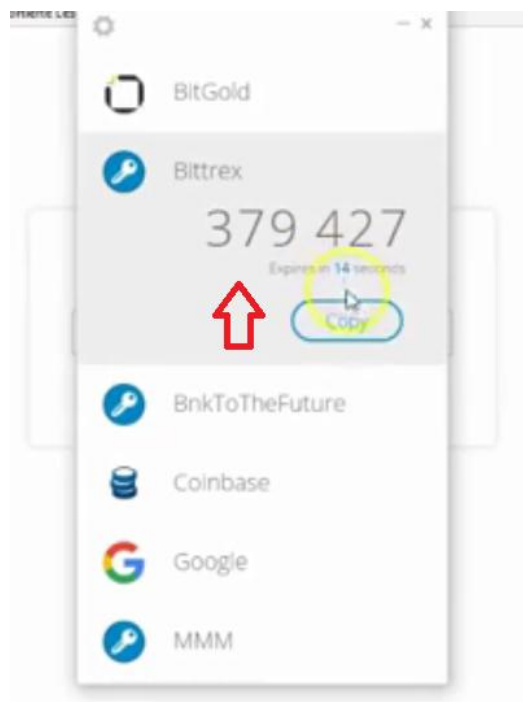 BitGold
Bittrex
379 427
Expires in 14 seconds
Copy
BnkToTheFuture
Coinbase
Google
MMM